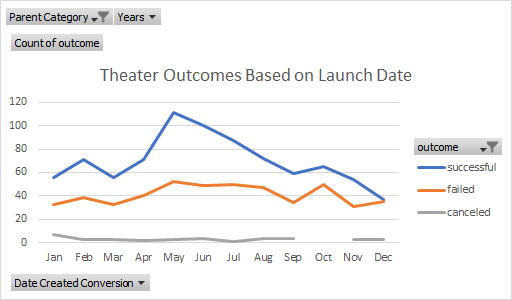 Parent Category Years
Count of outcome
Theater Outcomes Based on Launch Date
120
100
80
60
40
20
0
Jan Feb Mar Apr May Jun Jul Aug Sep Oct Nov Dec
outcome
successful
failed
canceled
Date Created Conversion